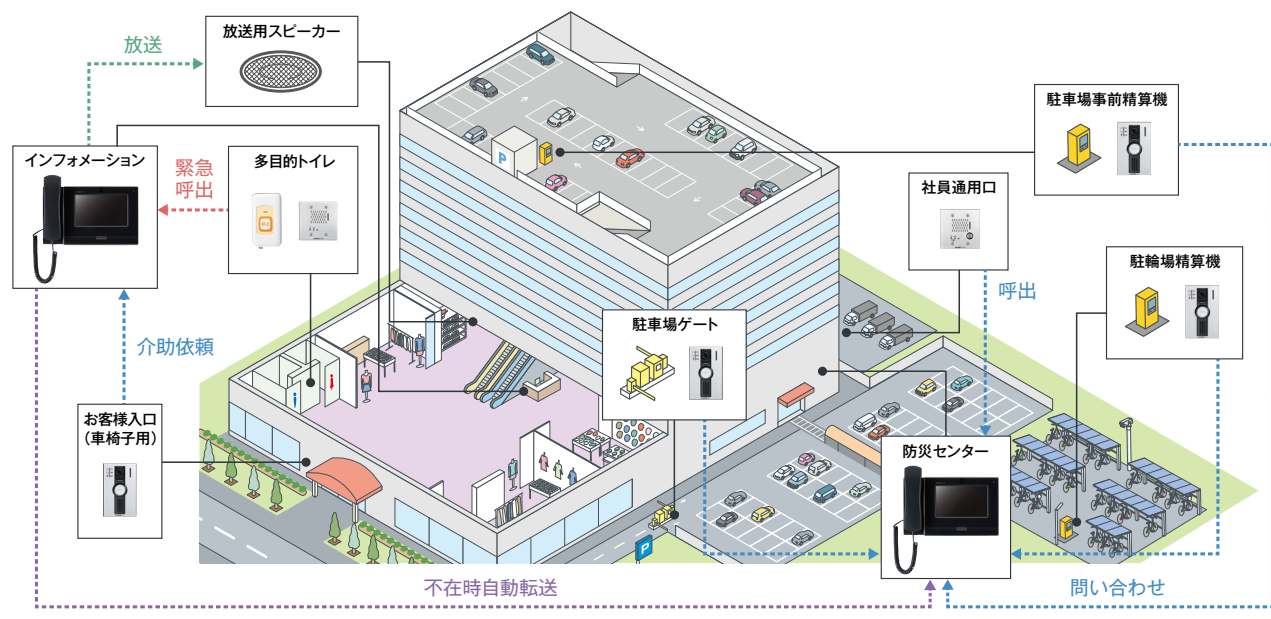 放送用スピーカー
放送
インフォメーション
緊急
呼出
多目的トイレ
介助依頼
お客様入口
（車椅子用）
駐車場ゲート
社員通用口
呼出
駐車場事前精算機
駐輪場精算機
防災センター
不在時自動転送
問い合わせ
P
P